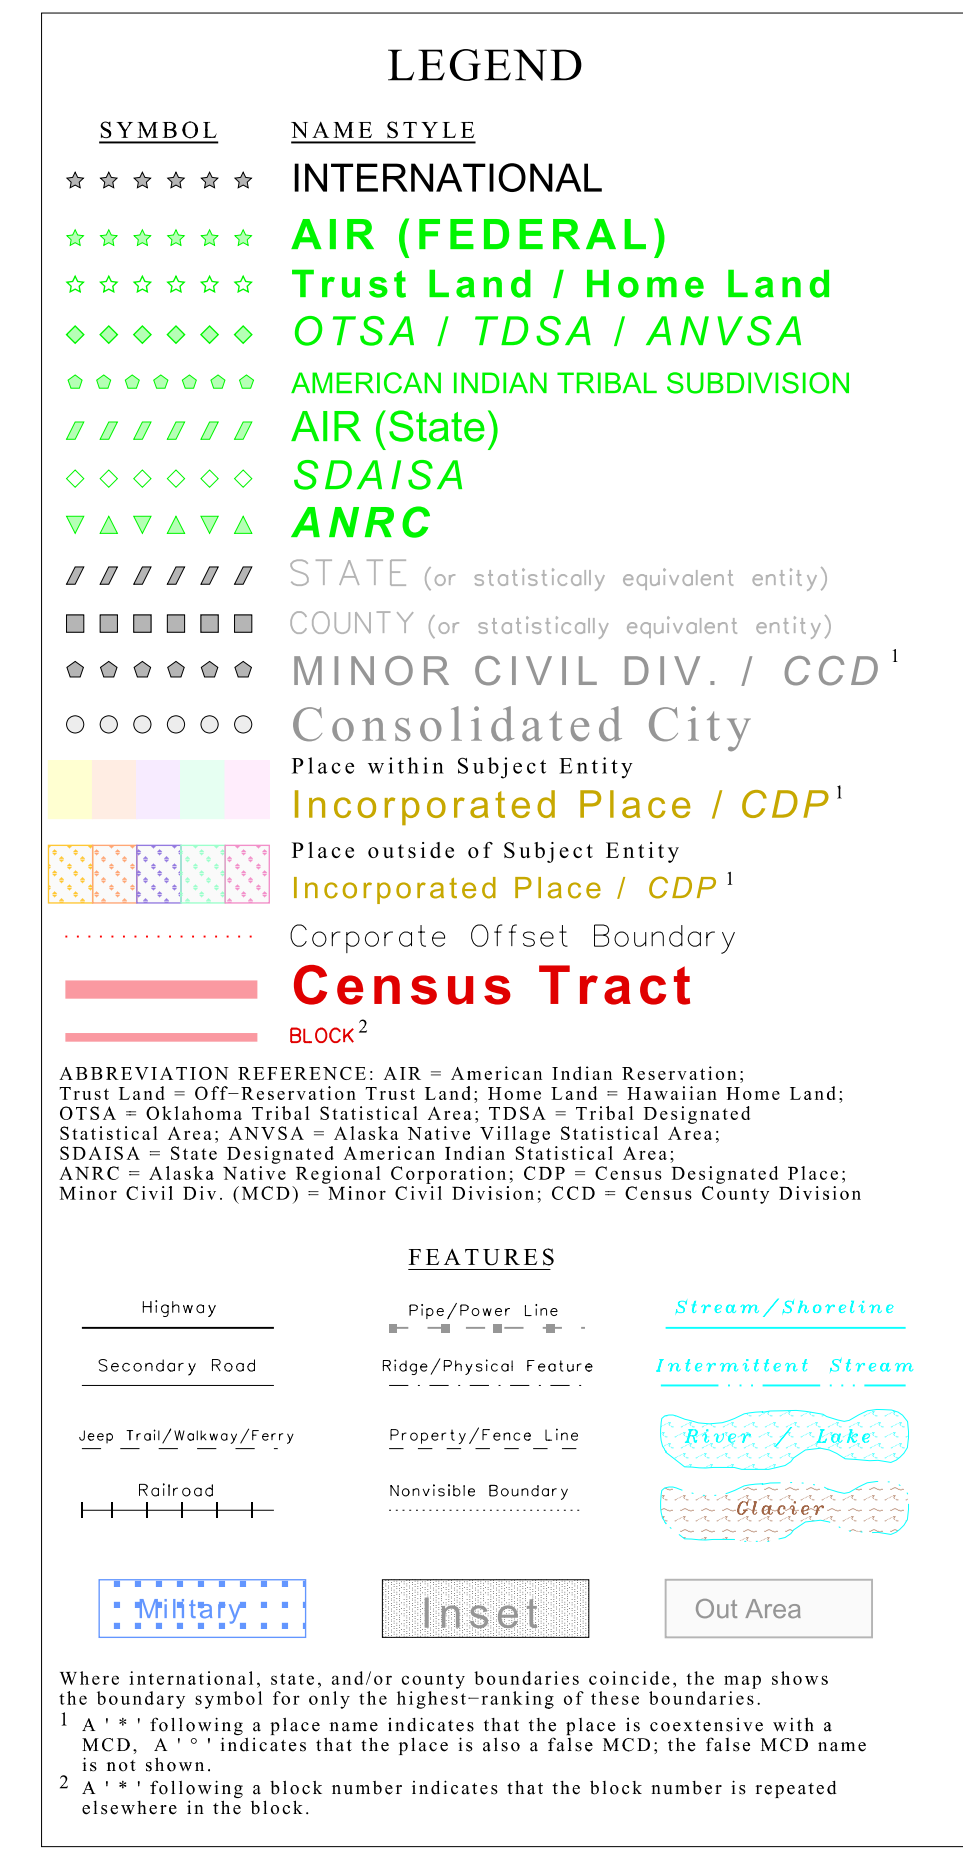 LEGEND
SYMBOL NAME STYLE
INTERNATIONAL
AIR (FEDERAL)
Trust Land / Home Land
OTSA / TDSA / ANVSA
AMERICAN INDIAN TRIBAL SUBDIVISION
AIR (State)
SDAISA
ANRC
STATE (or statistically equivalent entity)
COUNTY (or statistically equivalent entity)
MINOR CIVIL DIV. / CCD 1
Consolidated City
Place within Subject Entity
Incorporated Place / CDP 1
Place outside of Subject Entity
Incorporated Place / CDP 1
Corporate Offset Boundary
Census Tract
BLOCK 2
ABBREVIATION REFERENCE: AIR = American Indian Reservation;
Trust Land = Off−Reservation Trust Land; Home Land = Hawaiian Home Land;
OTSA = Oklahoma Tribal Statistical Area; TDSA = Tribal Designated
Statistical Area; ANVSA = Alaska Native Village Statistical Area;
SDAISA = State Designated American Indian Statistical Area;
ANRC = Alaska Native Regional Corporation; CDP = Census Designated Place;
Minor Civil Div. (MCD) = Minor Civil Division; CCD = Census County Division
FEATURES
Highway
Pipe/Power Line
Stream/Shoreline
Secondary Road
Ridge/Physical Feature
Intermittent Stream
Jeep Trail/Walkway/Ferry
Property/Fence Line
River / Lake
Railroad
Nonvisible Boundary
Glacier
Military
Inset
Out Area
Where international, state, and/or county boundaries coincide, the map shows
the boundary symbol for only the highest−ranking of these boundaries.
1 A ' * ' following a place name indicates that the place is coextensive with a
MCD, A ' ° ' indicates that the place is also a false MCD; the false MCD name
is not shown.
2 A ' * ' following a block number indicates that the block number is repeated
elsewhere in the block.